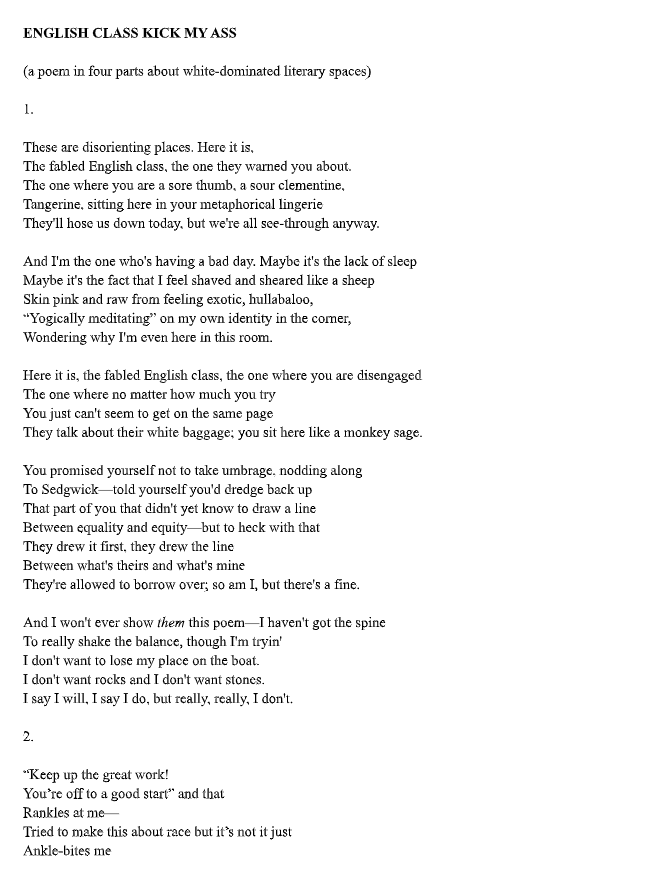 ENGLISH CLASS KICK MY ASS
(a poem in four parts about white-dominated literary spaces)
1.
These are disorienting places. Here it is,
The fabled English class, the one they warned you about.
The one where you are a sore thumb, a sour clementine,
Tangerine, sitting here in your metaphorical lingerie
They'll hose us down today, but we're all see-through anyway.
And I'm the one who's having a bad day. Maybe it's the lack of sleep
Maybe it's the fact that I feel shaved and sheared like a sheep
Skin pink and raw from feeling exotic, hullabaloo,
“Yogically meditating” on my own identity in the corner,
Wondering why I'm even here in this room.
Here it is, the fabled English class, the one where you are disengaged
The one where no matter how much you try
You just can't seem to get on the same page
They talk about their white baggage; you sit here like a monkey sage.
You promised yourself not to take umbrage, nodding along
To Sedgwick—told yourself you'd dredge back up
That part of you that didn't yet know to draw a line
Between equality and equity—but to heck with that
They drew it first, they drew the line
Between what's theirs and what's mine
They're allowed to borrow over; so am I, but there's a fine.
And I won't ever show them this poem—I haven't got the spine
To really shake the balance, though I'm tryin'
I don't want to lose my place on the boat.
I don't want rocks and I don't want stones.
I say I will, I say I do, but really, really, I don't.
2.
“Keep up the great work!
You’re off to a good start” and that
Rankles at me—
Tried to make this about race but it’s not it just
Ankle-bites me